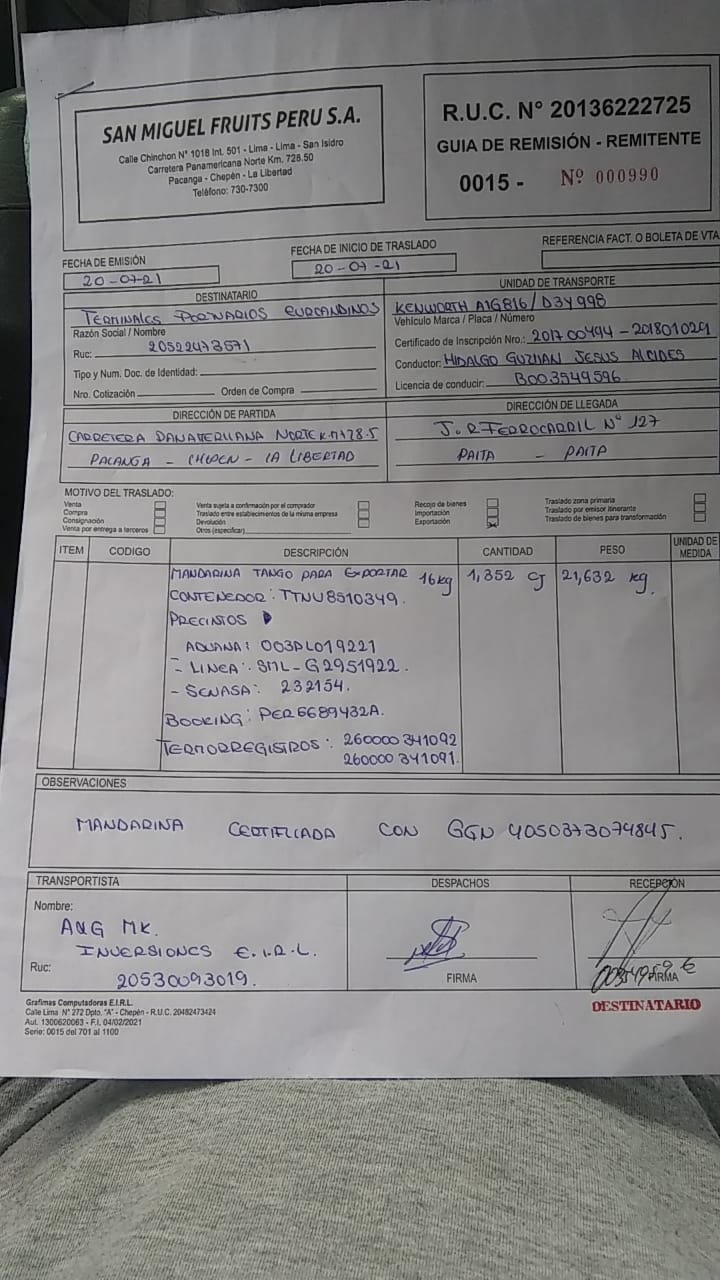 SAN MIGUEL FRUITS PERU S.A.
Calle Chinchon N° 1018 Int. 501 - Lima - Lima - San Isidro
Carretera Panamericana Norte Km. 728.50
Pacanga - Chepén - La Libertad
Teléfono: 730-7300
R.U.C. N° 20136222725
GUIA DE REMISIÓN - REMITENTE
0015 - Nº 000990
FECHA DE EMISIÓN
20-07-21
FECHA DE INICIO DE TRASLADO
20-07-21
REFERENCIA FACT. O BOLETA DE VTA
DESTINATARIO
TERMINALES PORTUARIOS EUROANDINOS
Razón Social / Nombre
Ruc: 20522473571
Tipo y Num. Doc. de Identidad:
Nro. Cotización Orden de Compra
UNIDAD DE TRANSPORTE
KENWORTH A1G816/D3Y998
Vehículo Marca / Placa / Número
Certificado de Inscripción Nro.: 201700494-201801029
Conductor: HIDALGO GUZMAN JESUS ALCIDES
Licencia de conducir: B003549596
DIRECCIÓN DE PARTIDA
CARRETERA PANAMERICANA NORTE K.M 728.5
PACANGA - CHEPEN - LA LIBERTAD
DIRECCIÓN DE LLEGADA
J.R FERROCARRIL N° 127
PAITA - PAITA
MOTIVO DEL TRASLADO:
Venta
Compra
Consignación
Venta por entrega a terceros
Venta sujeta a confirmación por el comprador
Traslado entre establecimientos de la misma empresa
Devolución
Otros (especificar)
Recojo de bienes
Importación
Exportación
Traslado zona primaria
Traslado por emisor itinerante
Traslado de bienes para transformación
ITEM CODIGO DESCRIPCIÓN CANTIDAD PESO UNIDAD DE MEDIDA
MANDARINA TANGO PARA EXPORTAR 16kg 1,352 CJ 21,632 kg.
CONTENEDOR: TTNU8510349.
PRECINTOS
- ADUANA: 003PL019221
- LINEA: SML-G2951922.
- SENASA: 232154.
BOOKING: PER6689432A.
TERMORREGISTROS: 260000341092
260000341091.
OBSERVACIONES
MANDARINA CERTIFICADA CON GGN 4050373074845.
TRANSPORTISTA
Nombre:
A&G MK.
INVERSIONES E.I.R.L.
Ruc: 20530093019.
DESPACHOS
FIRMA
RECEPCIÓN
FIRMA
DESTINATARIO
Grafimas Computadoras E.I.R.L.
Calle Lima N° 272 Dpto. "A" - Chepén - R.U.C. 20482473424
Aut. 1300620063 - F.I. 04/02/2021
Serie: 0015 del 701 al 1100